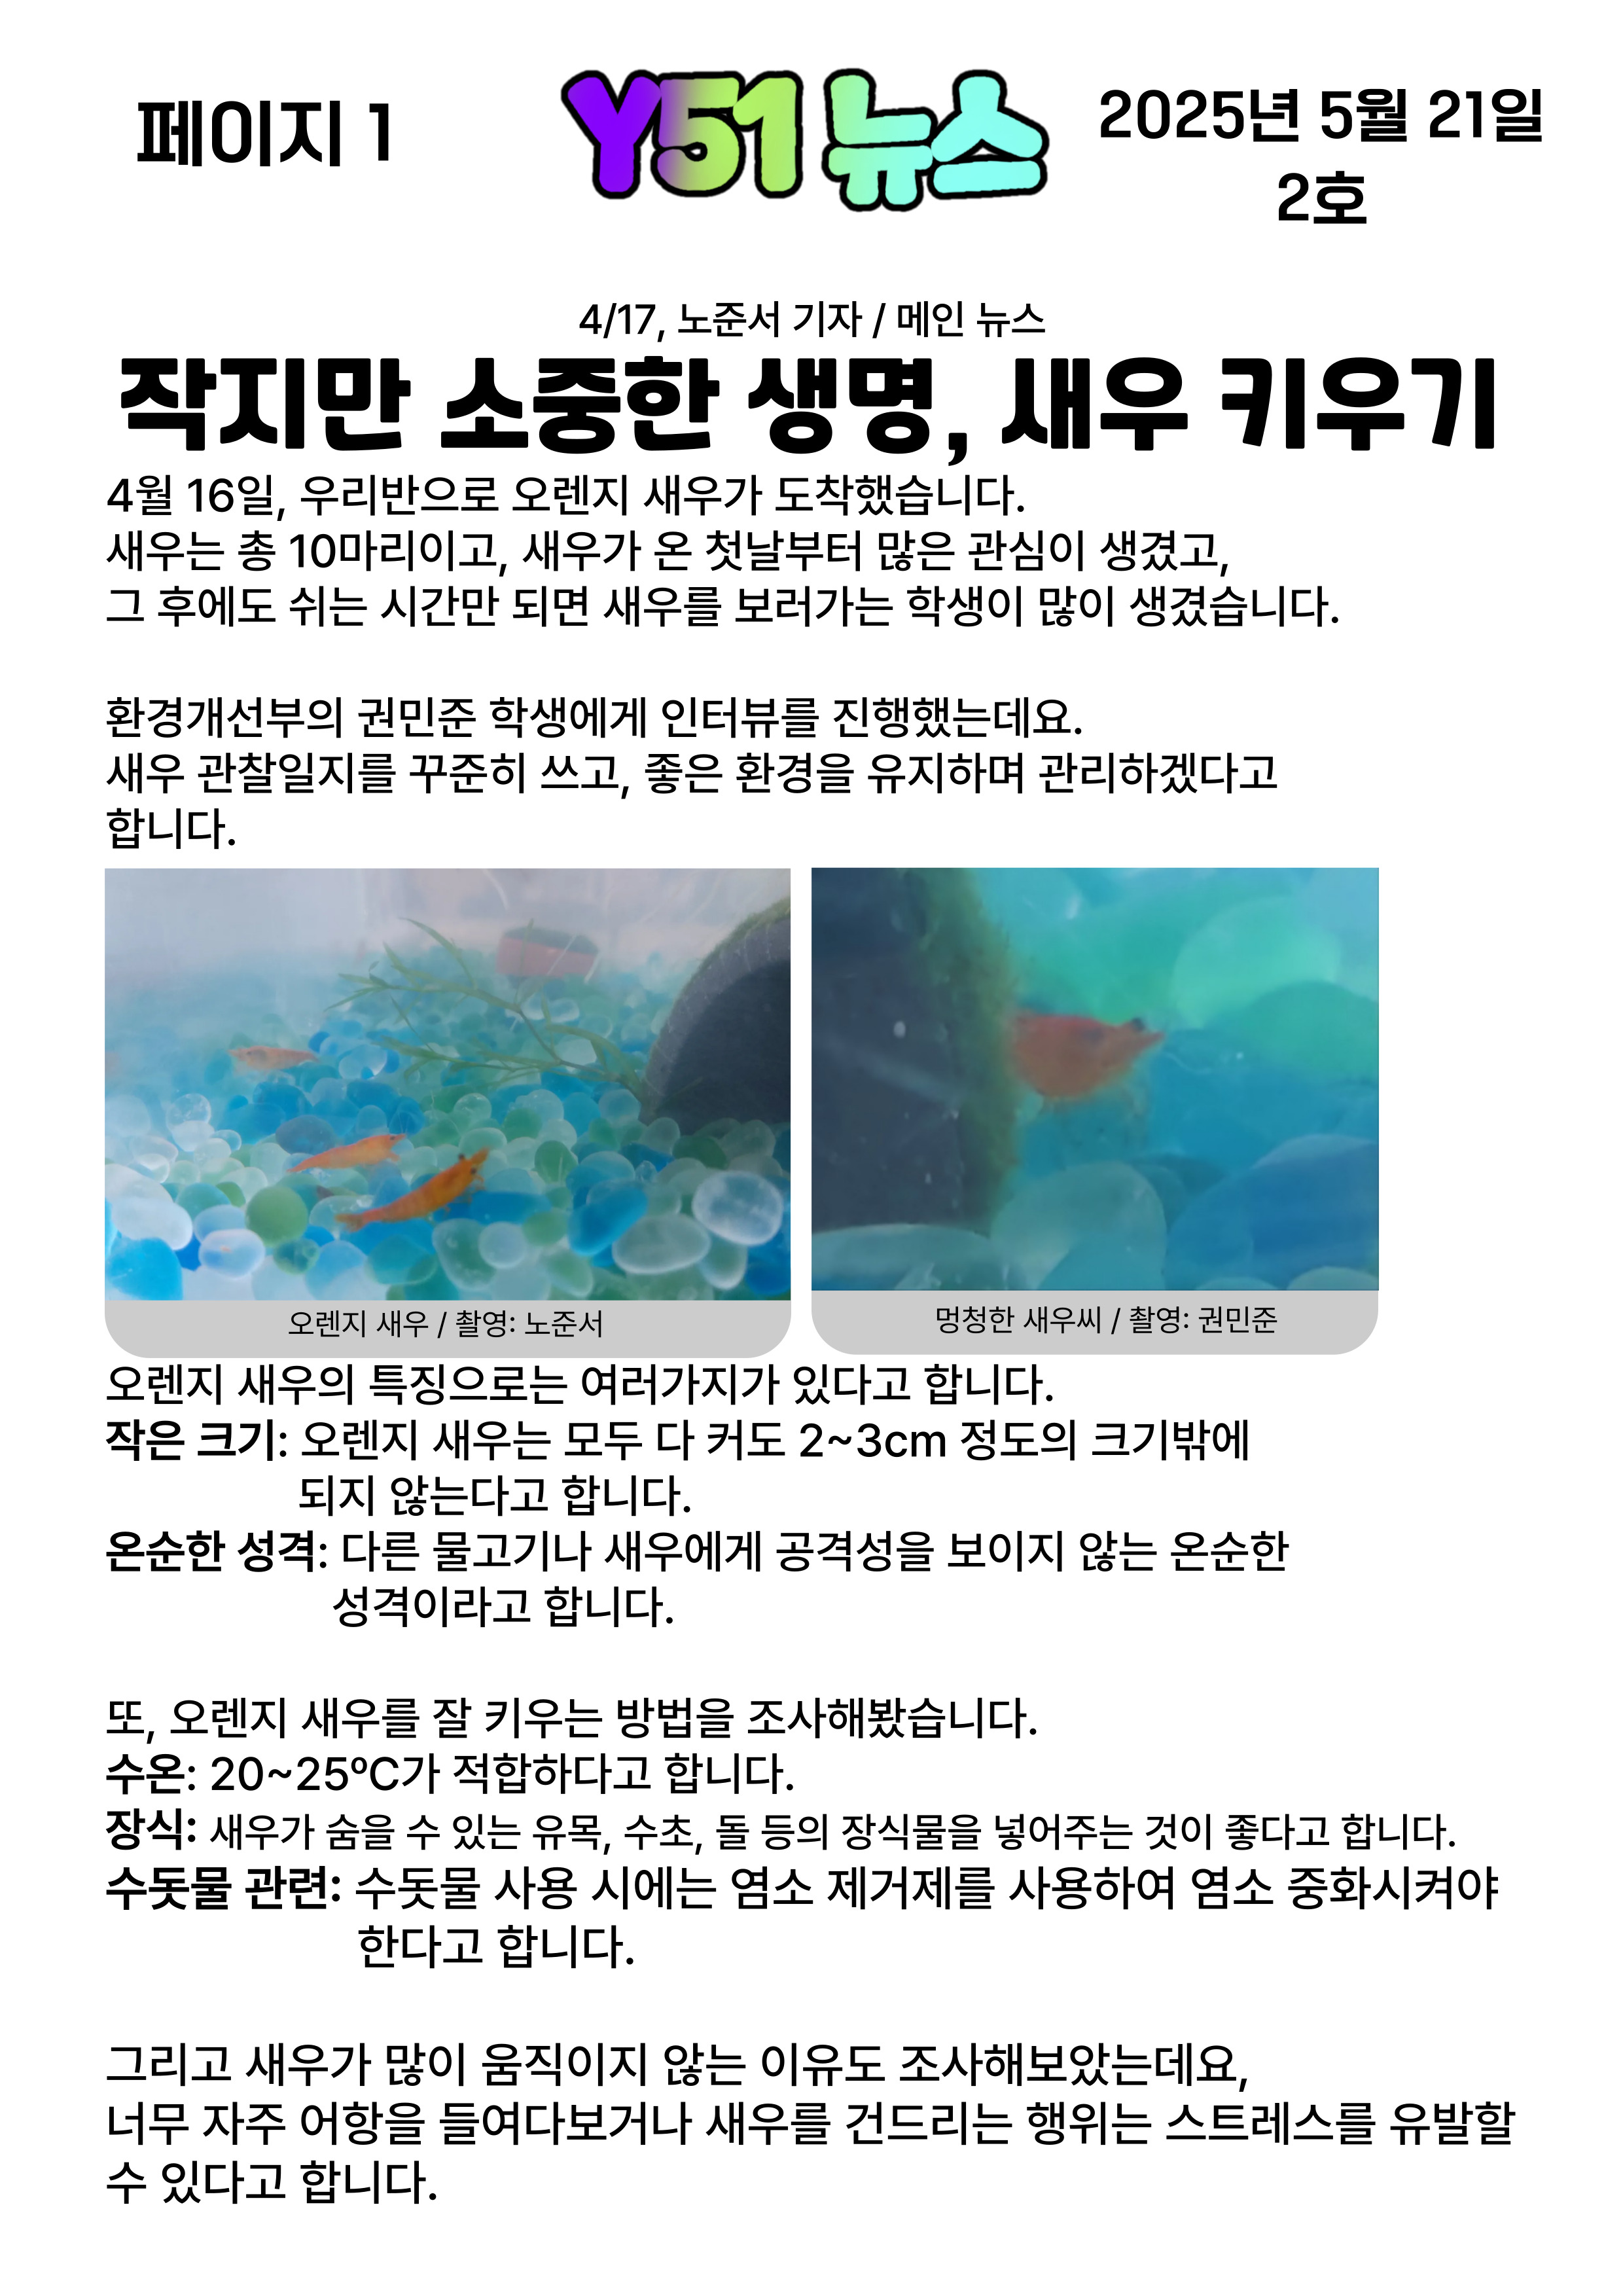 페이지 1
Y51 뉴스
2025년 5월 21일
2호
4/17, 노준서 기자 / 메인 뉴스
작지만 소중한 생명, 새우 키우기
4월 16일, 우리반으로 오렌지 새우가 도착했습니다.
새우는 총 10마리이고, 새우가 온 첫날부터 많은 관심이 생겼고,
그 후에도 쉬는 시간만 되면 새우를 보러가는 학생이 많이 생겼습니다.
환경개선부의 권민준 학생에게 인터뷰를 진행했는데요.
새우 관찰일지를 꾸준히 쓰고, 좋은 환경을 유지하며 관리하겠다고
합니다.
오렌지 새우 / 촬영: 노준서
멍청한 새우씨 / 촬영: 권민준
오렌지 새우의 특징으로는 여러가지가 있다고 합니다.
작은 크기: 오렌지 새우는 모두 다 커도 2~3cm 정도의 크기밖에
되지 않는다고 합니다.
온순한 성격: 다른 물고기나 새우에게 공격성을 보이지 않는 온순한
성격이라고 합니다.
또, 오렌지 새우를 잘 키우는 방법을 조사해봤습니다.
수온: 20~25ºC가 적합하다고 합니다.
장식: 새우가 숨을 수 있는 유목, 수초, 돌 등의 장식물을 넣어주는 것이 좋다고 합니다.
수돗물 관련: 수돗물 사용 시에는 염소 제거제를 사용하여 염소 중화시켜야
한다고 합니다.
그리고 새우가 많이 움직이지 않는 이유도 조사해보았는데요,
너무 자주 어항을 들여다보거나 새우를 건드리는 행위는 스트레스를 유발할
수 있다고 합니다.